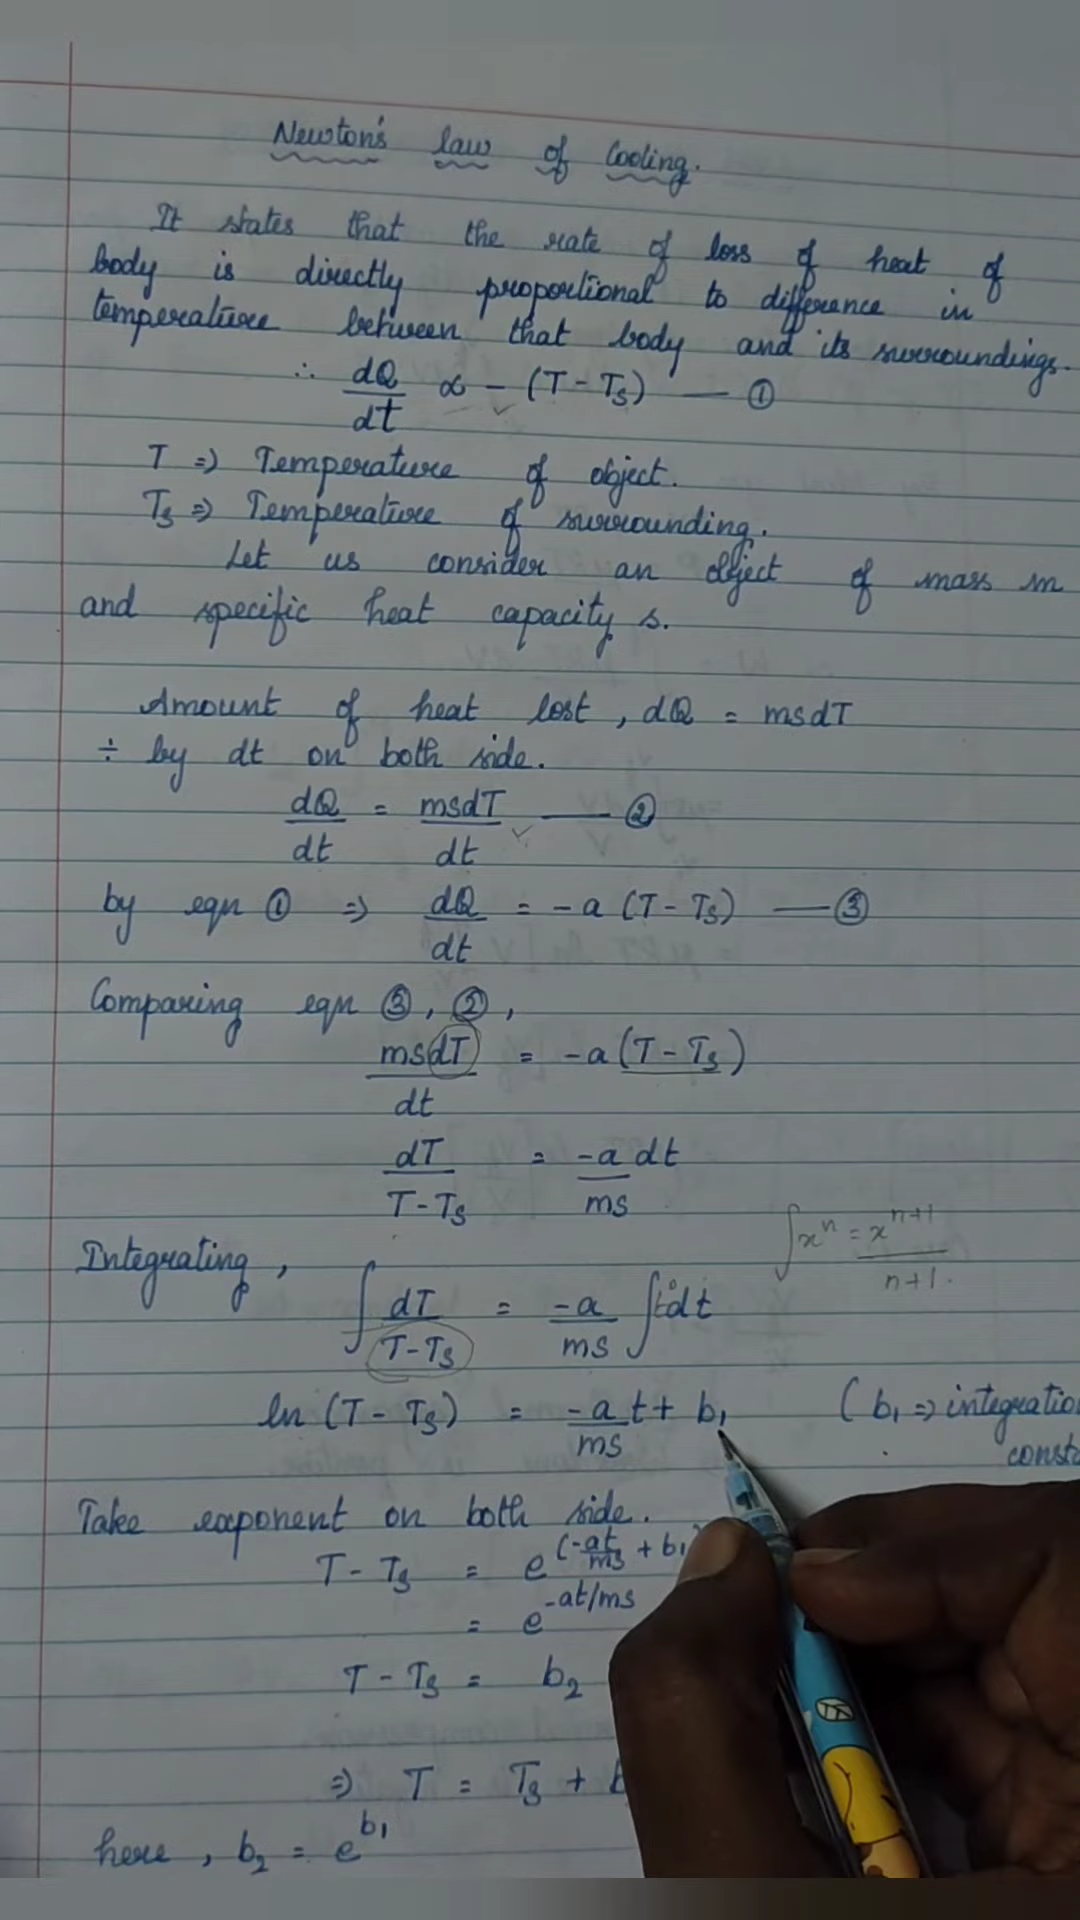 Newton's law of Cooling.
It states that the rate of loss of heat of
body is directly proportional to difference in
temperature between that body and its surroundings.
∴ dQ/dt ∝ - (T - Ts) — ①
T => Temperature of object.
Ts => Temperature of surrounding.
Let us consider an object of mass m
and specific heat capacity s.
Amount of heat lost, dQ = msdT
÷ by dt on both side.
dQ/dt = msdT/dt — ②
by eqn ① => dQ/dt = -a (T - Ts) — ③
Comparing eqn ③, ②,
msdT/dt = -a (T - Ts)
dT/(T - Ts) = -a/ms dt
∫xⁿ = xⁿ⁺¹/n+1.
Integrating,
∫ dT/(T - Ts) = -a/ms ∫t⁰dt
ln (T - Ts) = -a/ms t + b₁ (b₁ => integratio
const
Take exponent on both side.
T - Ts = e^(-at/ms + b₁)
= e^-at/ms
T - Ts = b₂
=> T = Ts +
here, b₂ = e^b₁